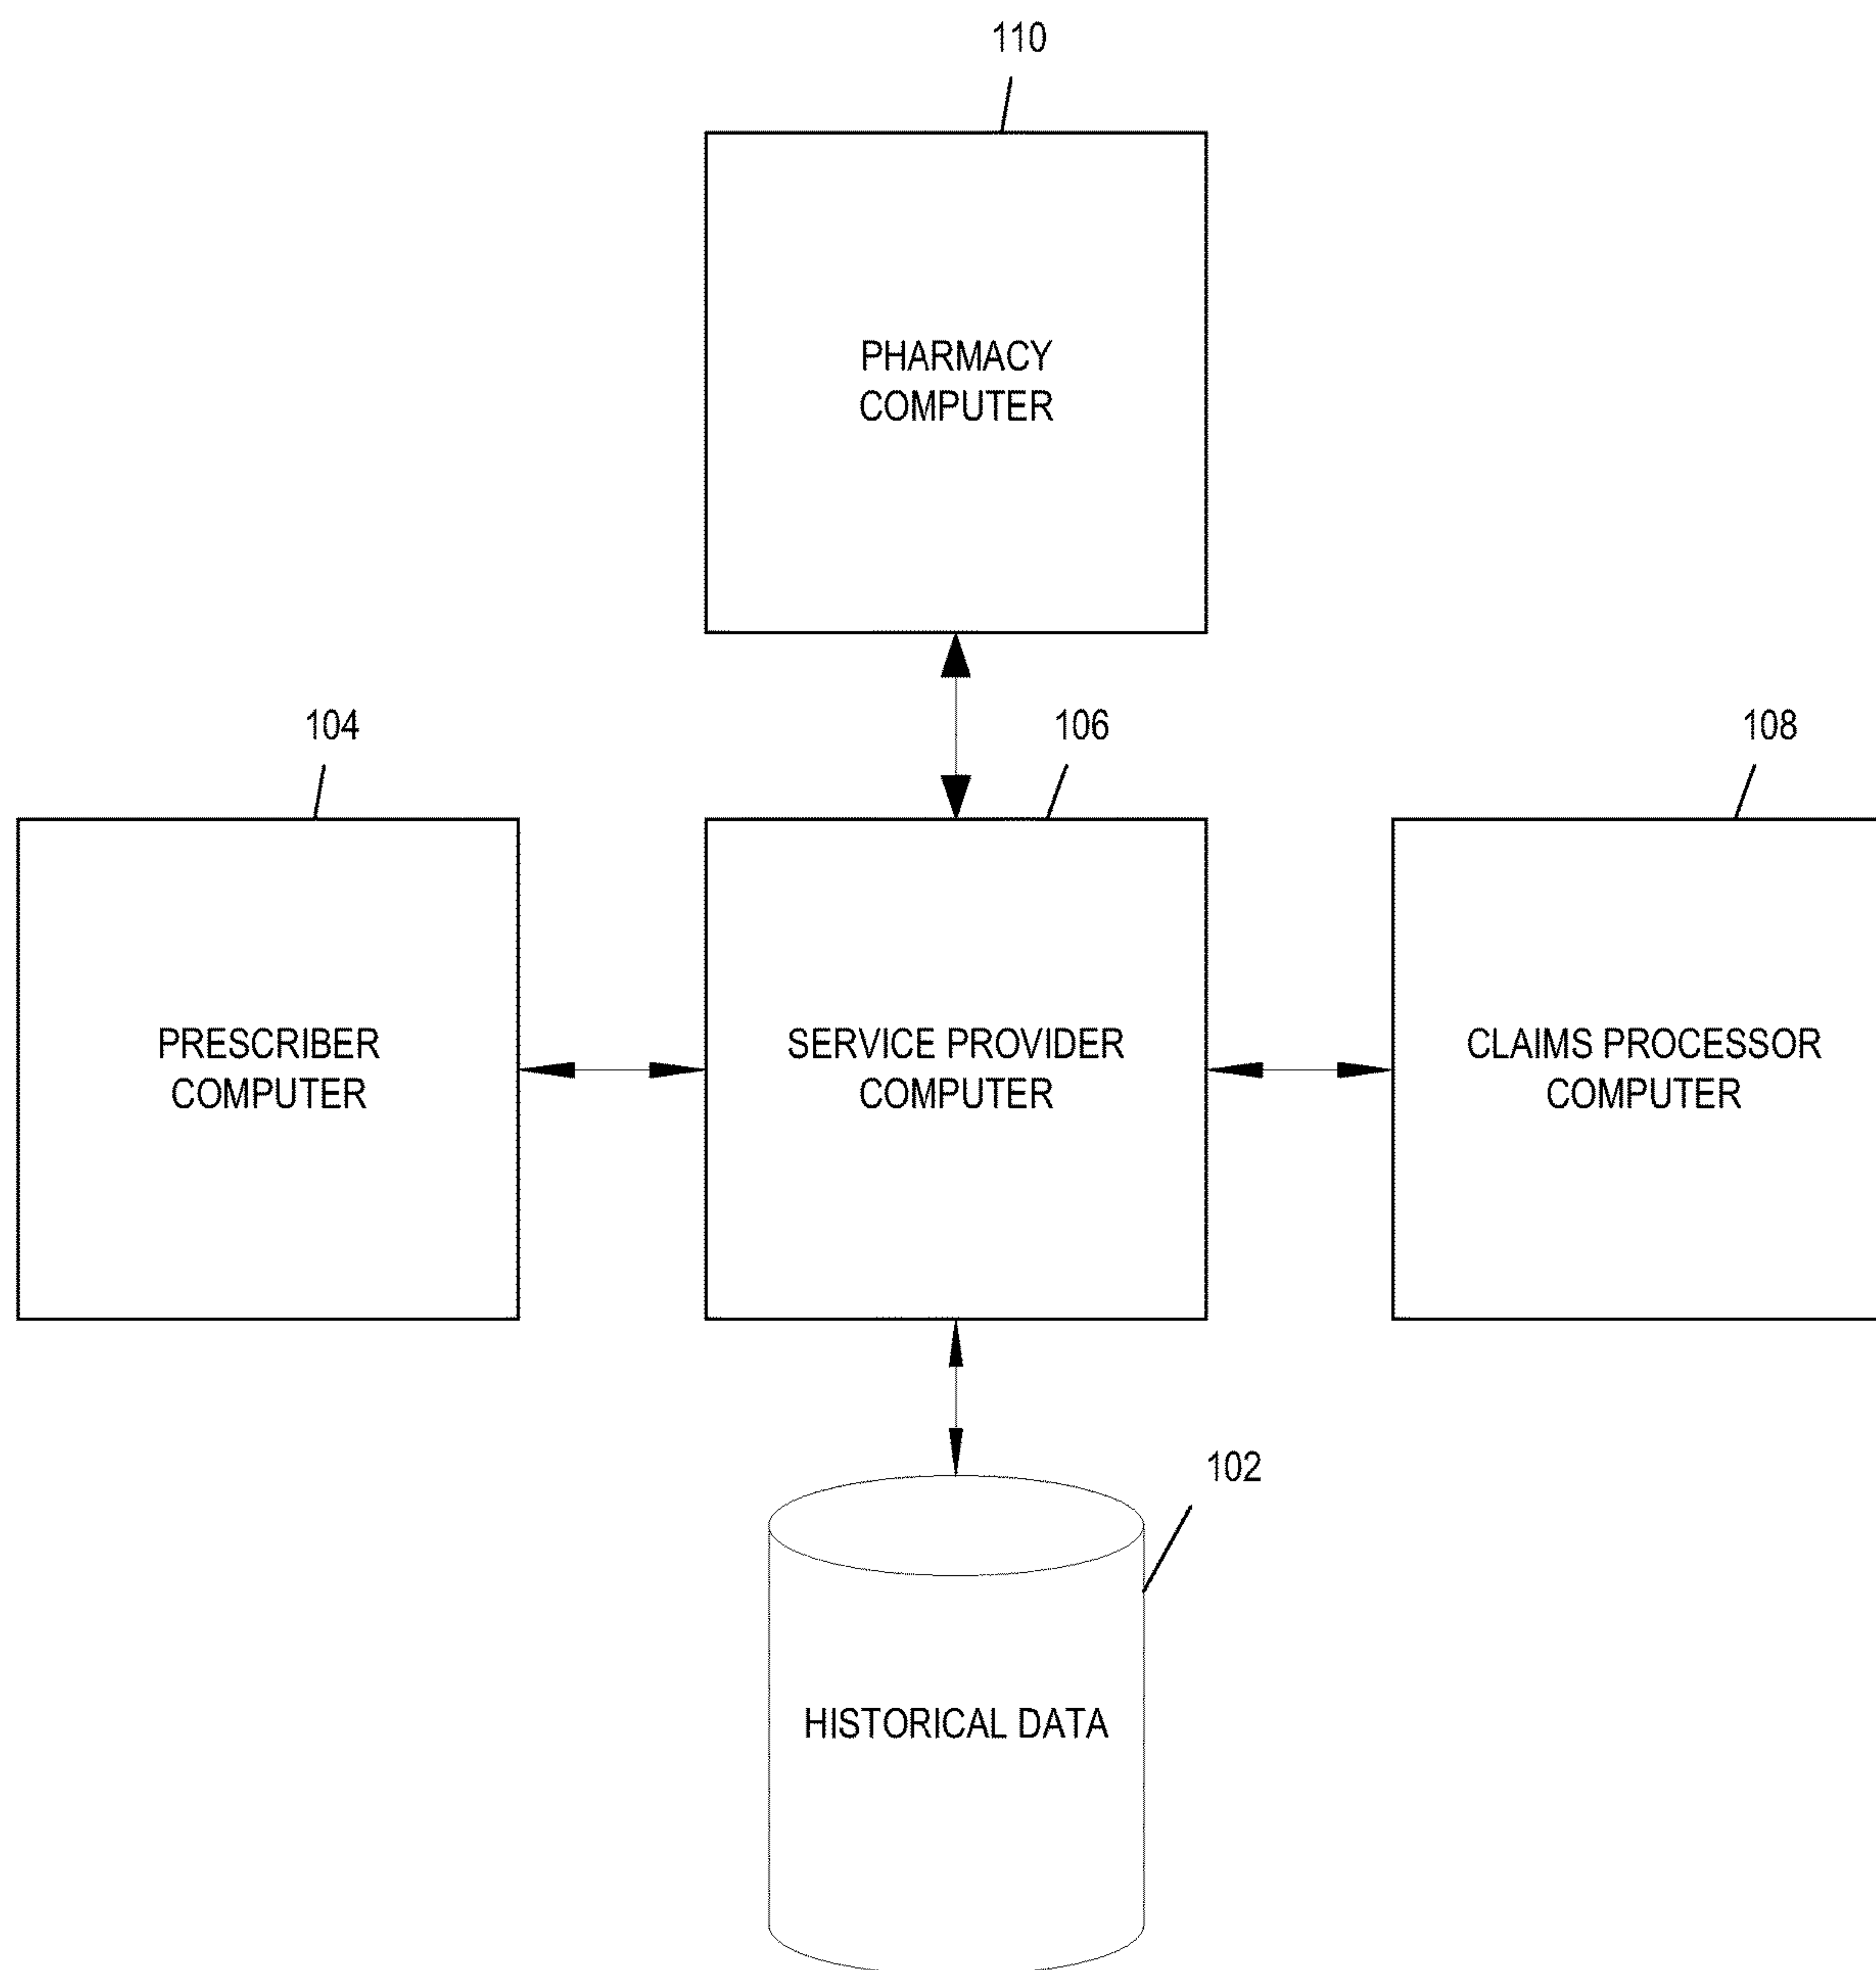 110
PHARMACY
COMPUTER
104
106
108
PRESCRIBER
COMPUTER
SERVICE PROVIDER
COMPUTER
CLAIMS PROCESSOR
COMPUTER
102
HISTORICAL DATA